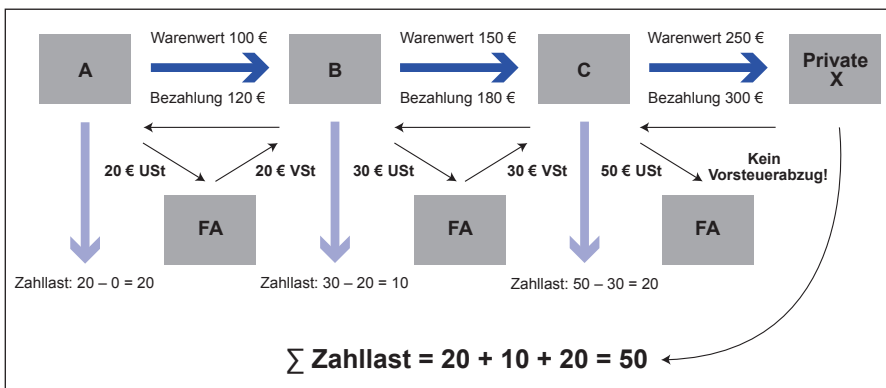 Warenwert 100 €
Warenwert 150 €
Warenwert 250 €
A
B
C
Private
X
Bezahlung 120 €
Bezahlung 180 €
Bezahlung 300 €
20 € USt
20 € VSt
30 € USt
30 € VSt
50 € USt
Kein
Vorsteuerabzug!
FA
FA
FA
Zahllast: 20 – 0 = 20
Zahllast: 30 – 20 = 10
Zahllast: 50 – 30 = 20
∑ Zahllast = 20 + 10 + 20 = 50